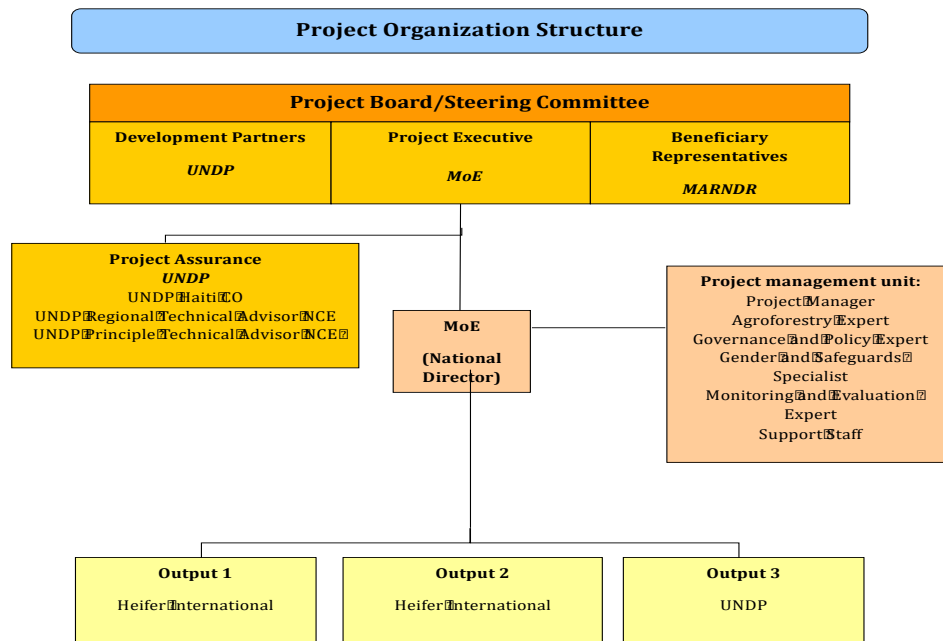 Project Organization Structure
Project Board/Steering Committee
Development Partners
UNDP
Project Executive
MoE
Beneficiary
Representatives
MARNDR
Project Assurance
UNDP
UNDP Haiti CO
UNDP Regional Technical Advisor NCE
UNDP Principle Technical Advisor NCE
MoE
(National
Director)
Project management unit:
Project Manager
Agroforestry Expert
Governance and Policy Expert
Gender and Safeguards
Specialist
Monitoring and Evaluation
Expert
Support Staff
Output 1
Heifer International
Output 2
Heifer International
Output 3
UNDP